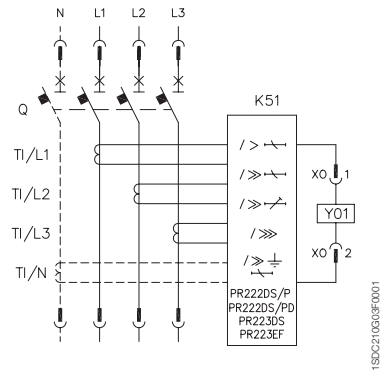 N L1 L2 L3
K51
Q
TI/L1
I >
XO 1
I ≫
TI/L2
I ≫
Y01
TI/L3
I ⋙
XO 2
TI/N
I ≫
PR222DS/P
PR222DS/PD
PR223DS
PR223EF
1SDC210G03F0001